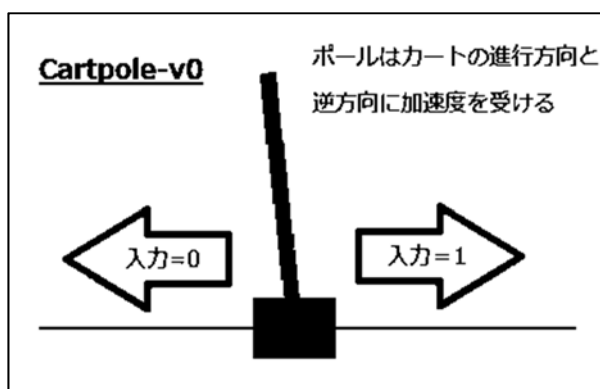 Cartpole-v0
ポールはカートの進行方向と
逆方向に加速度を受ける
入力=0
入力=1